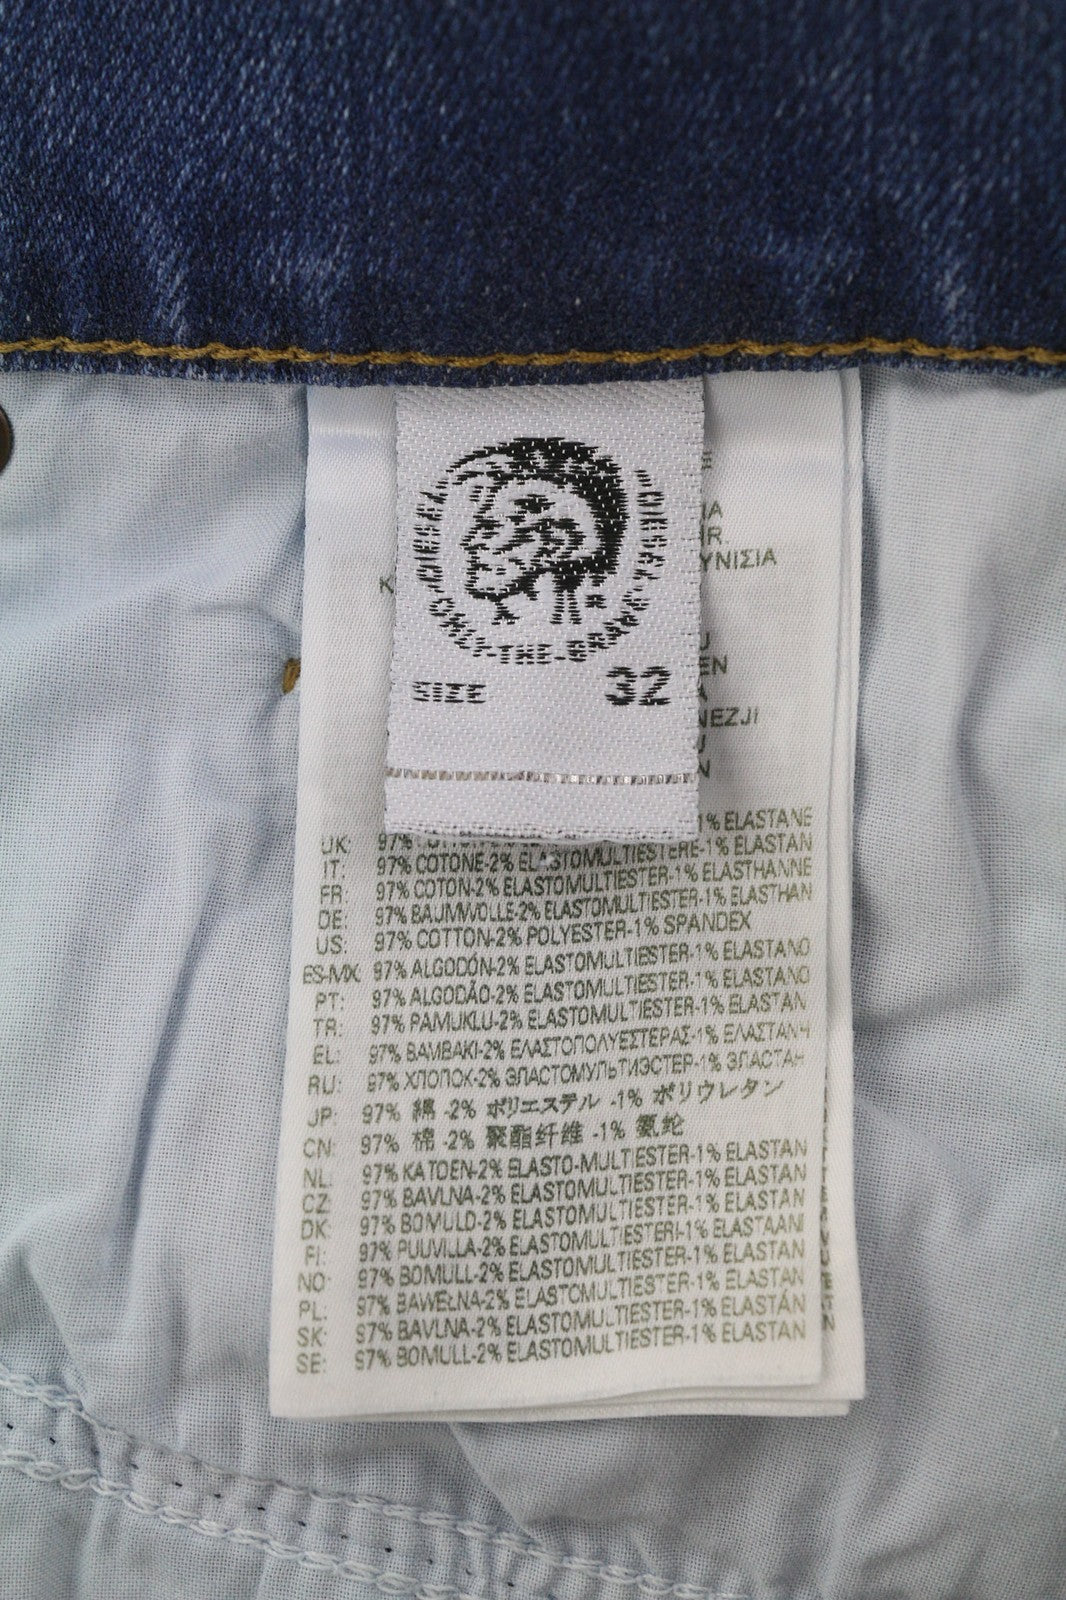 DIESEL
DIESEL
ONLY-THE-BRAVE
SIZE 32
ΥΝΙΣΙΑ
1% ELASTANE
UK: 97%
IT: 97% COTONE-2% ELASTOMULTIESTERE-1% ELASTAN
FR: 97% COTON-2% ELASTOMULTIESTER-1% ELASTHANNE
DE: 97% BAUMWOLLE-2% ELASTOMULTIESTER-1% ELASTHAN
US: 97% COTTON-2% POLYESTER-1% SPANDEX
ES-MX: 97% ALGODÓN-2% ELASTOMULTIESTER-1% ELASTANO
PT: 97% ALGODÃO-2% ELASTOMULTIESTER-1% ELASTANO
TR: 97% PAMUKLU-2% ELASTOMULTIESTER-1% ELASTAN
EL: 97% ΒΑΜΒΑΚΙ-2% ΕΛΑΣΤΟΠΟΛΥΕΣΤΕΡΑΣ-1% ΕΛΑΣΤΑΝΗ
RU: 97% ХЛОПОК-2% ЭЛАСТОМУЛЬТИЭСТЕР-1% ЭЛАСТАН
JP: 97% 綿 -2% ポリエステル -1% ポリウレタン
CN: 97% 棉 -2% 聚酯纤维 -1% 氨纶
NL: 97% KATOEN-2% ELASTO-MULTIESTER-1% ELASTAN
CZ: 97% BAVLNA-2% ELASTOMULTIESTER-1% ELASTAN
DK: 97% BOMULD-2% ELASTOMULTIESTER-1% ELASTAN
FI: 97% PUUVILLA-2% ELASTOMULTIESTERI-1% ELASTAANI
NO: 97% BOMULL-2% ELASTOMULTIESTER-1% ELASTAN
PL: 97% BAWEŁNA-2% ELASTOMULTIESTER-1% ELASTAN
SK: 97% BAVLNA-2% ELASTOMULTIESTER-1% ELASTÁN
SE: 97% BOMULL-2% ELASTOMULTIESTER-1% ELASTAN